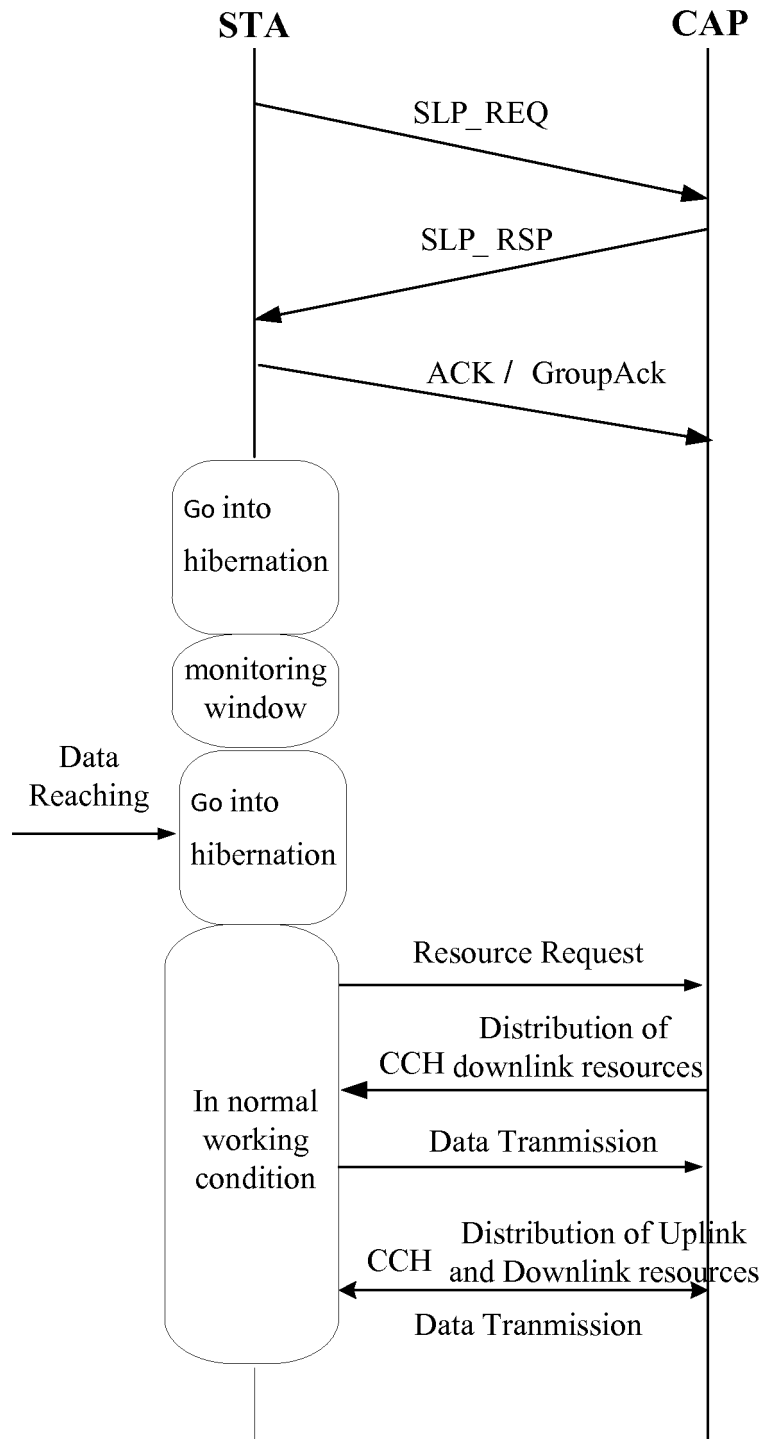 STA
CAP
SLP_REQ
SLP_ RSP
ACK / GroupAck
Go into
hibernation
monitoring
window
Data
Reaching
Go into
hibernation
Resource Request
Distribution of
CCH downlink resources
In normal
working
condition
Data Tranmission
Distribution of Uplink
CCH and Downlink resources
Data Tranmission